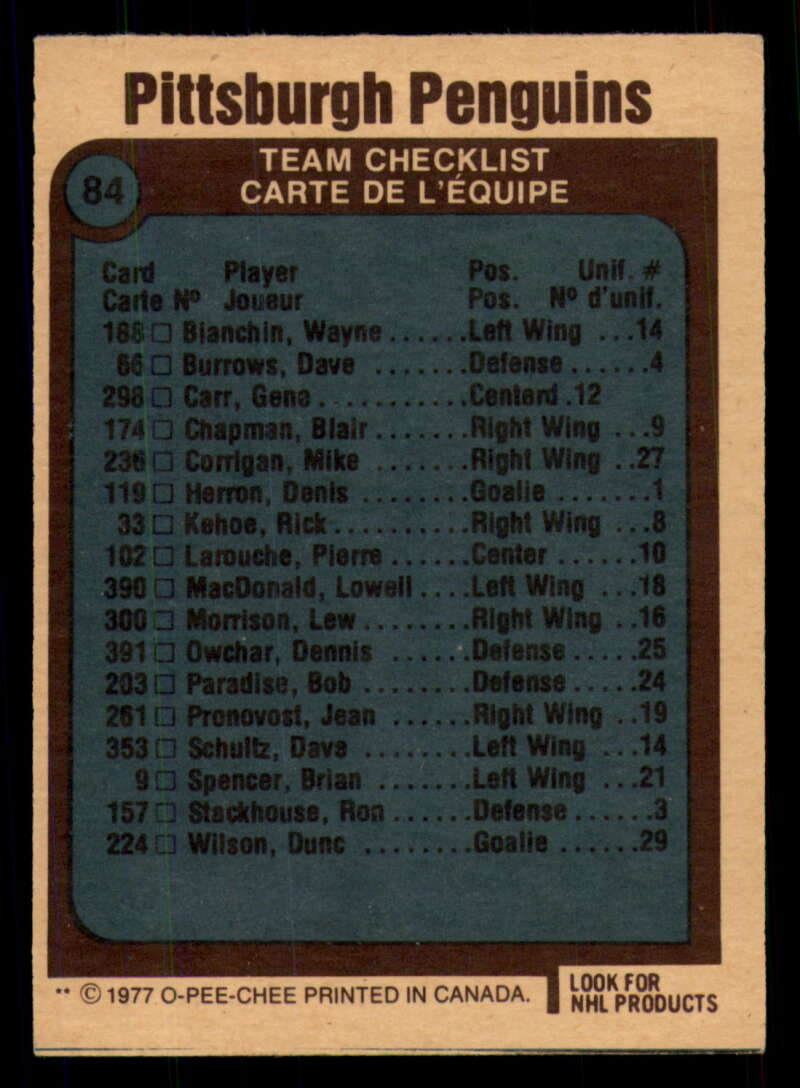 Pittsburgh Penguins
84
TEAM CHECKLIST
CARTE DE L'ÉQUIPE
Card Player Pos. Unif. #
Carte Nº Joueur Pos. Nº d'unif.
188 □ Bianchin, Wayne......Left Wing ...14
66 □ Burrows, Dave .......Defense.......4
298 □ Carr, Gene...........Centerd .12
174 □ Chapman, Blair.......Right Wing ...9
236 □ Corrigan, Mike .......Right Wing ..27
119 □ Herron, Denis ........Goalie ........1
33 □ Kehoe, Rick..........Right Wing ...8
102 □ Larouche, Pierre ......Center ......10
390 □ MacDonald, Lowell....Left Wing ...18
300 □ Morrison, Lew........Right Wing ..16
391 □ Owchar, Dennis ......Defense.....25
203 □ Paradise, Bob ........Defense.....24
261 □ Pronovost, Jean ......Right Wing ..19
353 □ Schultz, Dave ........Left Wing ...14
9 □ Spencer, Brian .......Left Wing ...21
157 □ Stackhouse, Ron......Defense.......3
224 □ Wilson, Dunc ........Goalie ......29
** © 1977 O-PEE-CHEE PRINTED IN CANADA.
LOOK FOR
NHL PRODUCTS